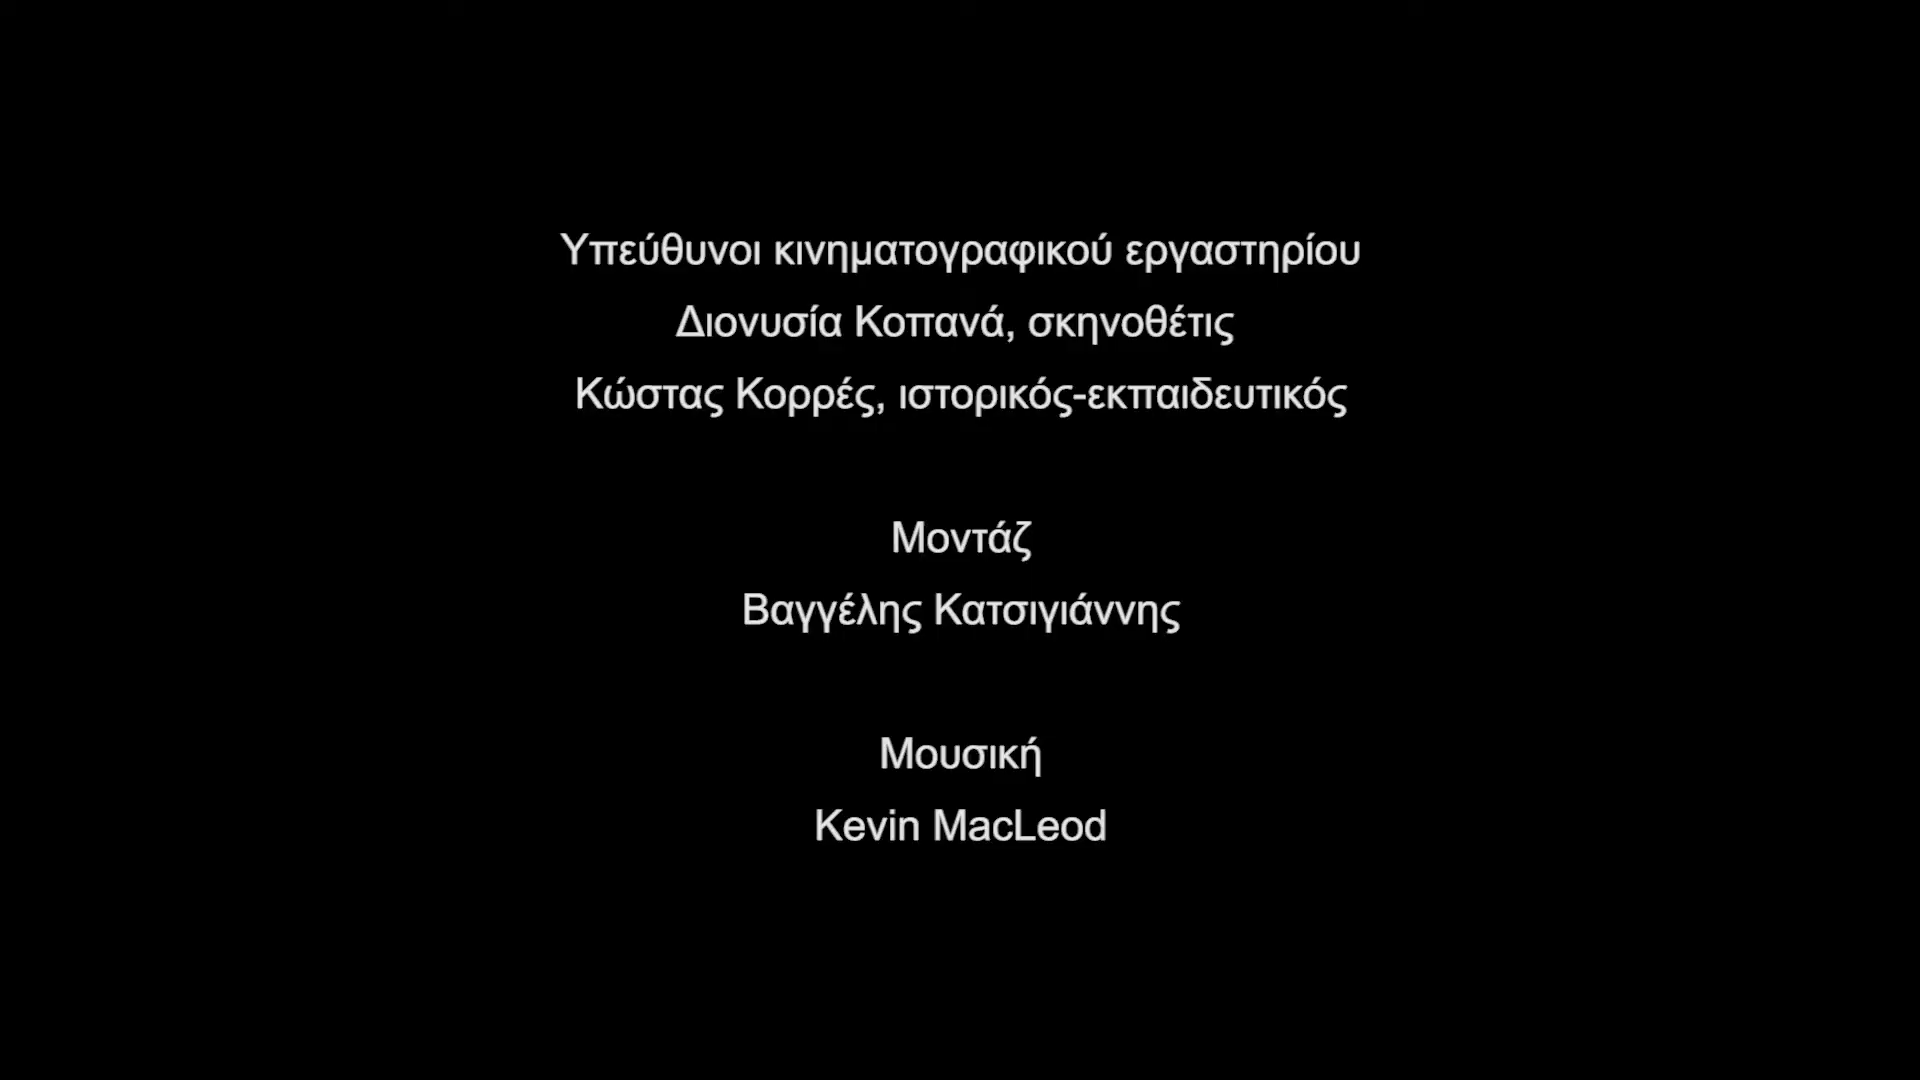 Υπεύθυνοι κινηματογραφικού εργαστηρίου
Διονυσία Κοπανά, σκηνοθέτις
Κώστας Κορρές, ιστορικός-εκπαιδευτικός
Μοντάζ
Βαγγέλης Κατσιγιάννης
Μουσική
Kevin MacLeod